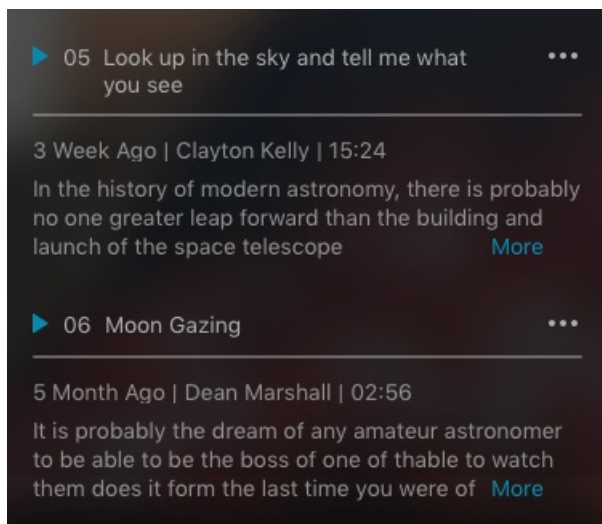 05 Look up in the sky and tell me what
you see
3 Week Ago | Clayton Kelly | 15:24
In the history of modern astronomy, there is probably
no one greater leap forward than the building and
launch of the space telescope More
06 Moon Gazing
5 Month Ago | Dean Marshall | 02:56
It is probably the dream of any amateur astronomer
to be able to be the boss of one of thable to watch
them does it form the last time you were of More